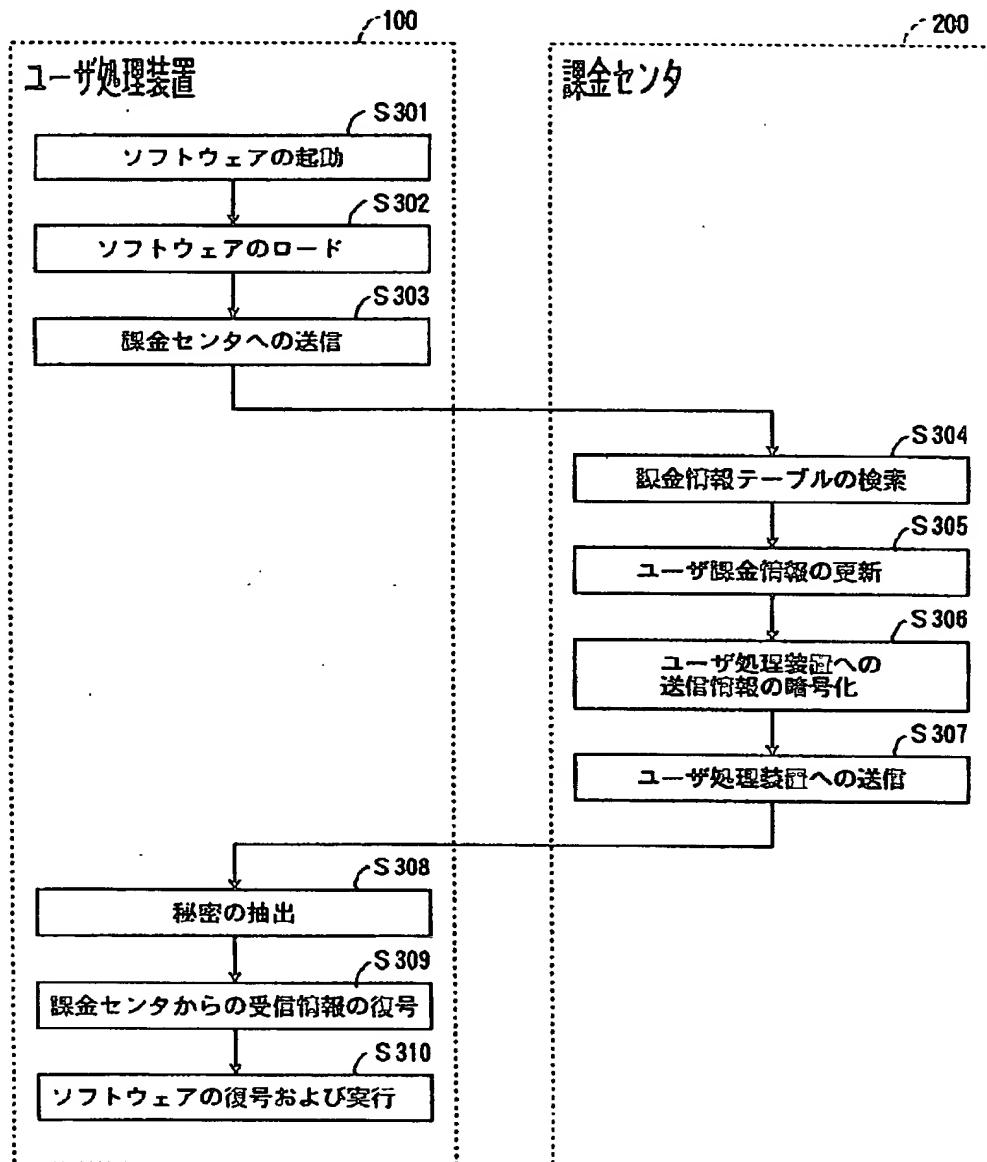 100
200
ユーザ処理装置
課金センタ
S301
ソフトウェアの起動
S302
ソフトウェアのロード
S303
課金センタへの送信
S304
課金情報テーブルの検索
S305
ユーザ課金情報の更新
S306
ユーザ処理装置への
送信情報の暗号化
S307
ユーザ処理装置への送信
S308
秘密の抽出
S309
課金センタからの受信情報の復号
S310
ソフトウェアの復号および実行